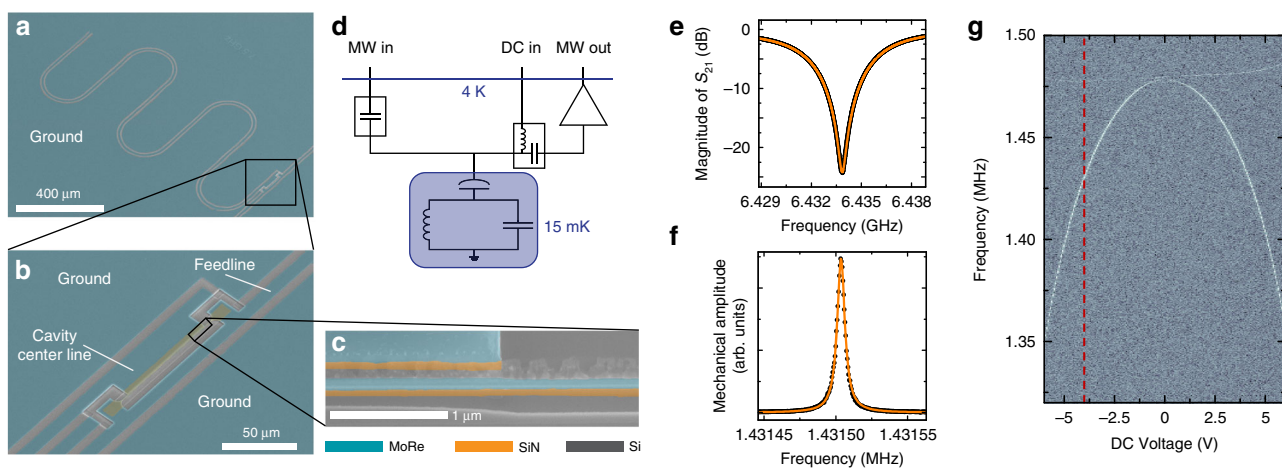 a
Ground
400 μm
b
Ground
Feedline
Cavity
center line
Ground
50 μm
c
1 μm
MoRe
SiN
Si
d
MW in
DC in
MW out
4 K
15 mK
e
Magnitude of S21 (dB)
0
−10
−20
6.429
6.432
6.435
6.438
Frequency (GHz)
f
Mechanical amplitude
(arb. units)
1.43145
1.43150
1.43155
Frequency (MHz)
g
Frequency (MHz)
1.50
1.45
1.40
1.35
−5
−2.5
0
2.5
5
DC Voltage (V)